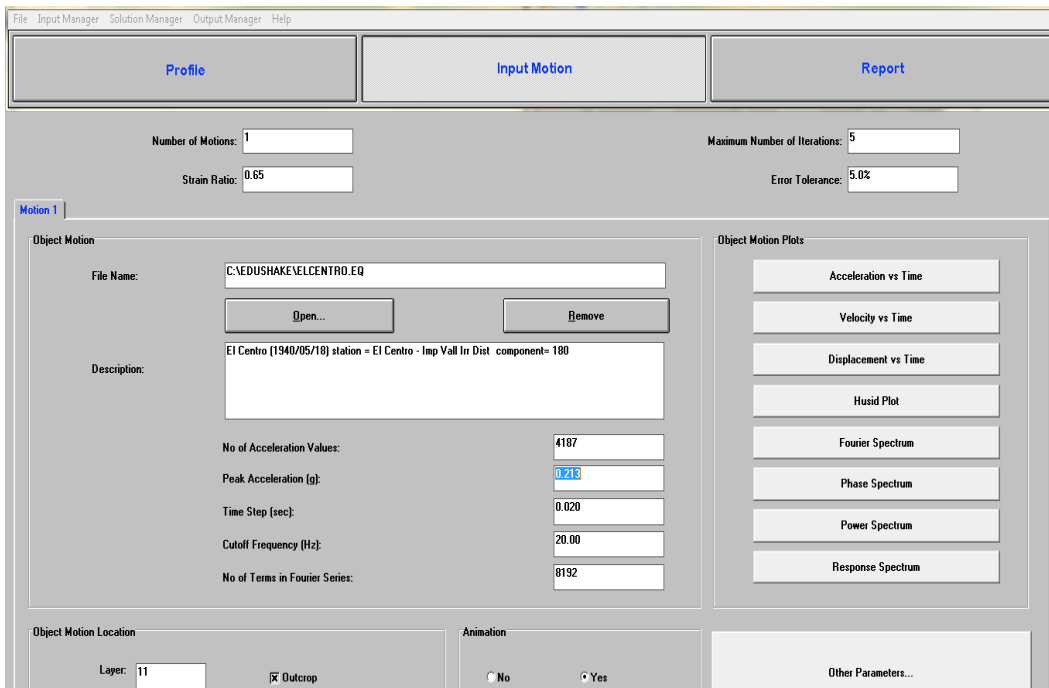 File Input Manager Solution Manager Output Manager Help
Profile
Input Motion
Report
Number of Motions: 1
Maximum Number of Iterations: 5
Strain Ratio: 0.65
Error Tolerance: 5.0%
Motion 1
Object Motion
File Name: C:\EDUSHAKE\ELCENTRO.EQ
Open...
Remove
Description: El Centro (1940/05/18) station = El Centro - Imp Vall Irr Dist component= 180
No of Acceleration Values: 4187
Peak Acceleration (g): 0.213
Time Step (sec): 0.020
Cutoff Frequency (Hz): 20.00
No of Terms in Fourier Series: 8192
Object Motion Plots
Acceleration vs Time
Velocity vs Time
Displacement vs Time
Husid Plot
Fourier Spectrum
Phase Spectrum
Power Spectrum
Response Spectrum
Object Motion Location
Layer: 11
Outcrop
Animation
No
Yes
Other Parameters...